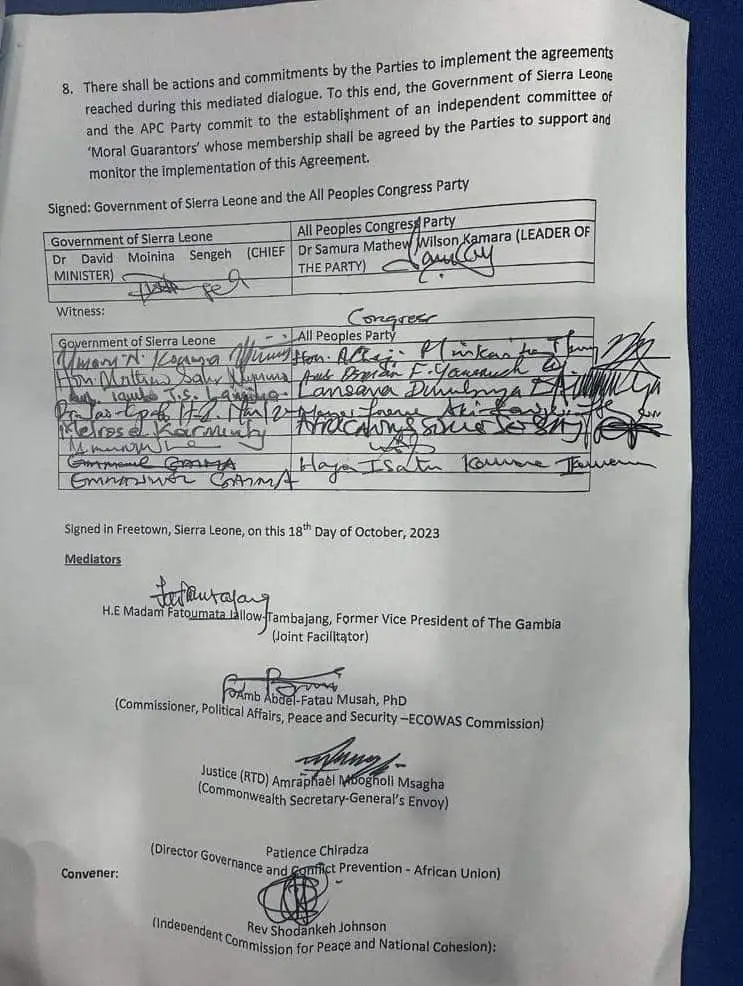 8. There shall be actions and commitments by the Parties to implement the agreements
reached during this mediated dialogue. To this end, the Government of Sierra Leone
and the APC Party commit to the establishment of an independent committee of
‘Moral Guarantors’ whose membership shall be agreed by the Parties to support and
monitor the implementation of this Agreement.
Signed: Government of Sierra Leone and the All Peoples Congress Party
Government of Sierra Leone
All Peoples Congress Party
Dr David Moinina Sengeh (CHIEF
MINISTER)
Dr Samura Mathew Wilson Kamara (LEADER OF
THE PARTY)
Witness:
Congress
Government of Sierra Leone
All Peoples Party
Hon.
Hon.
Lansana
Haja Isatu
Signed in Freetown, Sierra Leone, on this 18th Day of October, 2023
Mediators
H.E Madam Fatoumata Jallow-Tambajang, Former Vice President of The Gambia
(Joint Facilitator)
Amb Abdel-Fatau Musah, PhD
(Commissioner, Political Affairs, Peace and Security –ECOWAS Commission)
Justice (RTD) Amraphael Mbogholi Msagha
(Commonwealth Secretary-General's Envoy)
Patience Chiradza
(Director Governance and Conflict Prevention - African Union)
Convener:
Rev Shodankeh Johnson
(Independent Commission for Peace and National Cohesion):